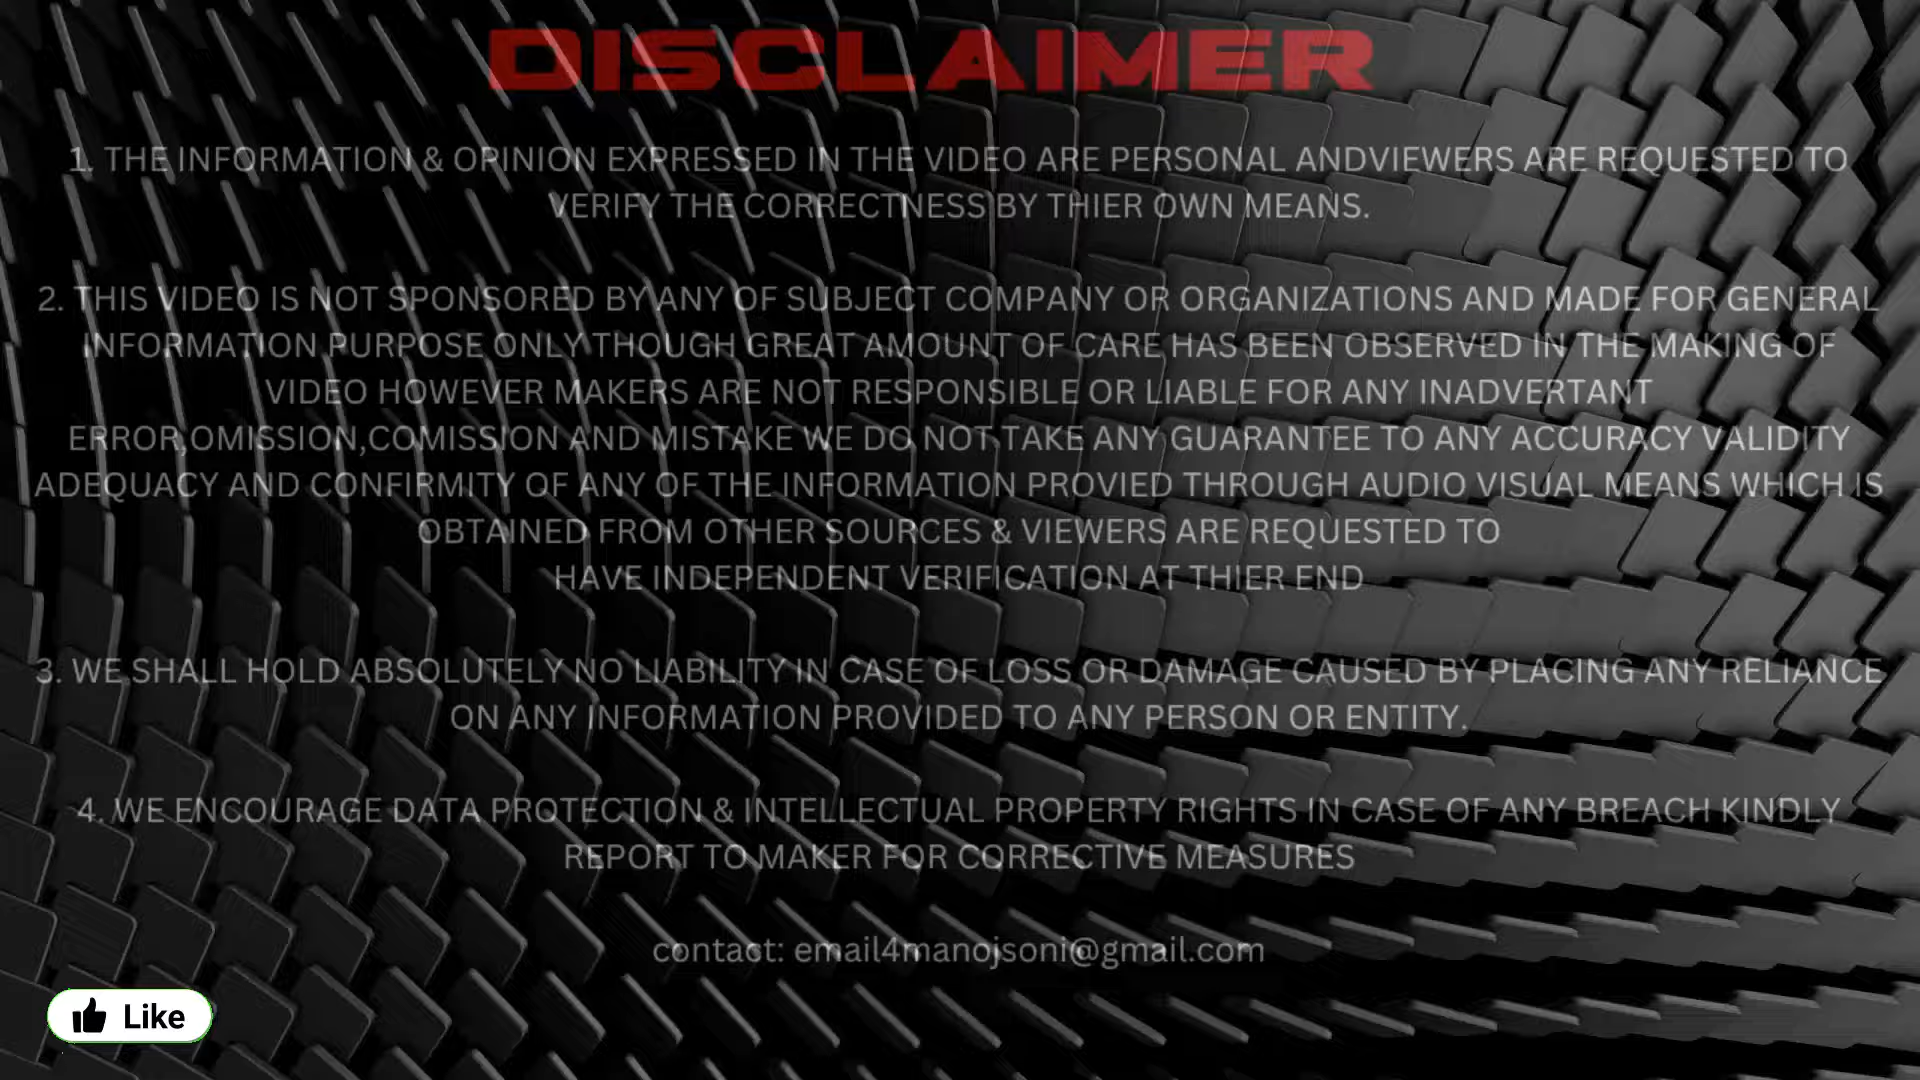 DISCLAIMER
1. THE INFORMATION & OPINION EXPRESSED IN THE VIDEO ARE PERSONAL ANDVIEWERS ARE REQUESTED TO
VERIFY THE CORRECTNESS BY THIER OWN MEANS.
2. THIS VIDEO IS NOT SPONSORED BY ANY OF SUBJECT COMPANY OR ORGANIZATIONS AND MADE FOR GENERAL
INFORMATION PURPOSE ONLY THOUGH GREAT AMOUNT OF CARE HAS BEEN OBSERVED IN THE MAKING OF
VIDEO HOWEVER MAKERS ARE NOT RESPONSIBLE OR LIABLE FOR ANY INADVERTANT
ERROR,OMISSION,COMISSION AND MISTAKE WE DO NOT TAKE ANY GUARANTEE TO ANY ACCURACY VALIDITY
ADEQUACY AND CONFIRMITY OF ANY OF THE INFORMATION PROVIED THROUGH AUDIO VISUAL MEANS WHICH IS
OBTAINED FROM OTHER SOURCES & VIEWERS ARE REQUESTED TO
HAVE INDEPENDENT VERIFICATION AT THIER END
3. WE SHALL HOLD ABSOLUTELY NO LIABILITY IN CASE OF LOSS OR DAMAGE CAUSED BY PLACING ANY RELIANCE
ON ANY INFORMATION PROVIDED TO ANY PERSON OR ENTITY.
4. WE ENCOURAGE DATA PROTECTION & INTELLECTUAL PROPERTY RIGHTS IN CASE OF ANY BREACH KINDLY
REPORT TO MAKER FOR CORRECTIVE MEASURES
contact: email4manojsoni@gmail.com
Like